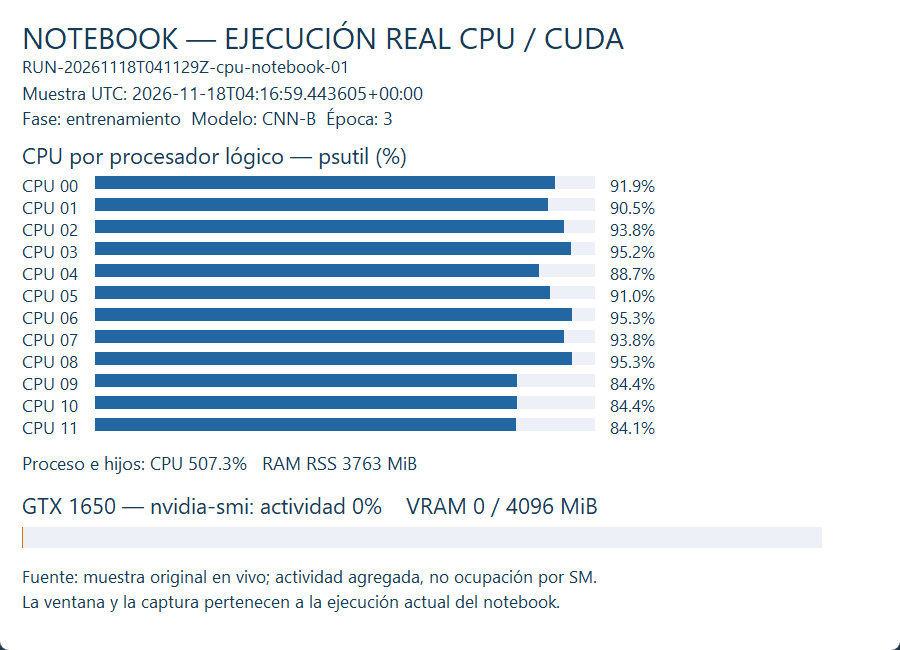 NOTEBOOK — EJECUCIÓN REAL CPU / CUDA
RUN-20261118T041129Z-cpu-notebook-01
Muestra UTC: 2026-11-18T04:16:59.443605+00:00
Fase: entrenamiento  Modelo: CNN-B  Época: 3
CPU por procesador lógico — psutil (%)
CPU 00 91.9%
CPU 01 90.5%
CPU 02 93.8%
CPU 03 95.2%
CPU 04 88.7%
CPU 05 91.0%
CPU 06 95.3%
CPU 07 93.8%
CPU 08 95.3%
CPU 09 84.4%
CPU 10 84.4%
CPU 11 84.1%
Proceso e hijos: CPU 507.3%   RAM RSS 3763 MiB
GTX 1650 — nvidia-smi: actividad 0%    VRAM 0 / 4096 MiB
Fuente: muestra original en vivo; actividad agregada, no ocupación por SM.
La ventana y la captura pertenecen a la ejecución actual del notebook.